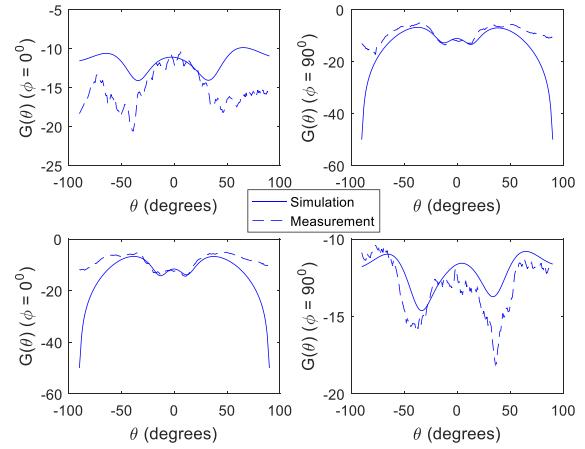 -5
-10
-15
-20
-25
-100 -50 0 50 100
G(θ) (ϕ = 0⁰)
θ (degrees)
0
-20
-40
-60
-100 -50 0 50 100
G(θ) (ϕ = 90⁰)
θ (degrees)
Simulation
Measurement
0
-20
-40
-60
-100 -50 0 50 100
G(θ) (ϕ = 0⁰)
θ (degrees)
-10
-15
-20
-100 -50 0 50 100
G(θ) (ϕ = 90⁰)
θ (degrees)